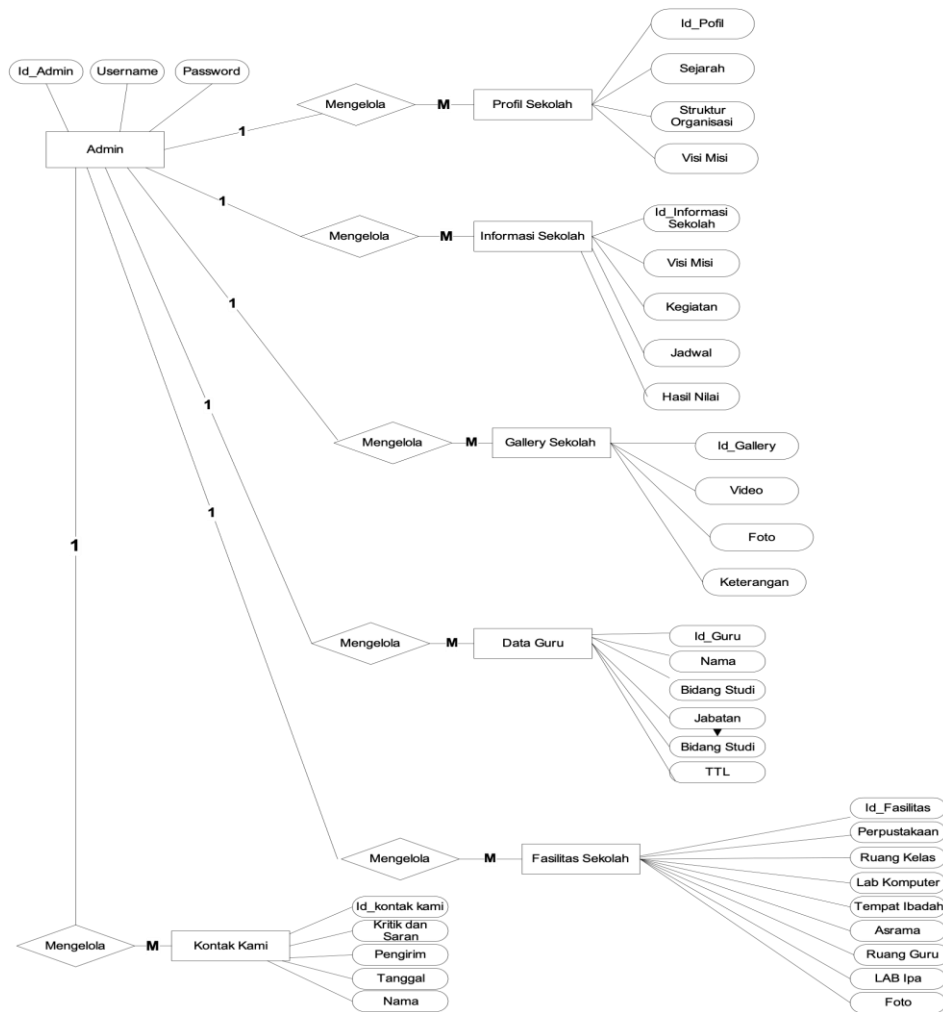 Id_Admin
Username
Password
Admin
1
Mengelola
M
Profil Sekolah
Id_Pofil
Sejarah
Struktur
Organisasi
Visi Misi
1
Mengelola
M
Informasi Sekolah
Id_Informasi
Sekolah
Visi Misi
Kegiatan
Jadwal
Hasil Nilai
1
Mengelola
M
Gallery Sekolah
Id_Gallery
Video
Foto
Keterangan
1
Mengelola
M
Data Guru
Id_Guru
Nama
Bidang Studi
Jabatan
Bidang Studi
TTL
1
Mengelola
M
Fasilitas Sekolah
Id_Fasilitas
Perpustakaan
Ruang Kelas
Lab Komputer
Tempat Ibadah
Asrama
Ruang Guru
LAB Ipa
Foto
1
Mengelola
M
Kontak Kami
Id_kontak kami
Kritik dan
Saran
Pengirim
Tanggal
Nama